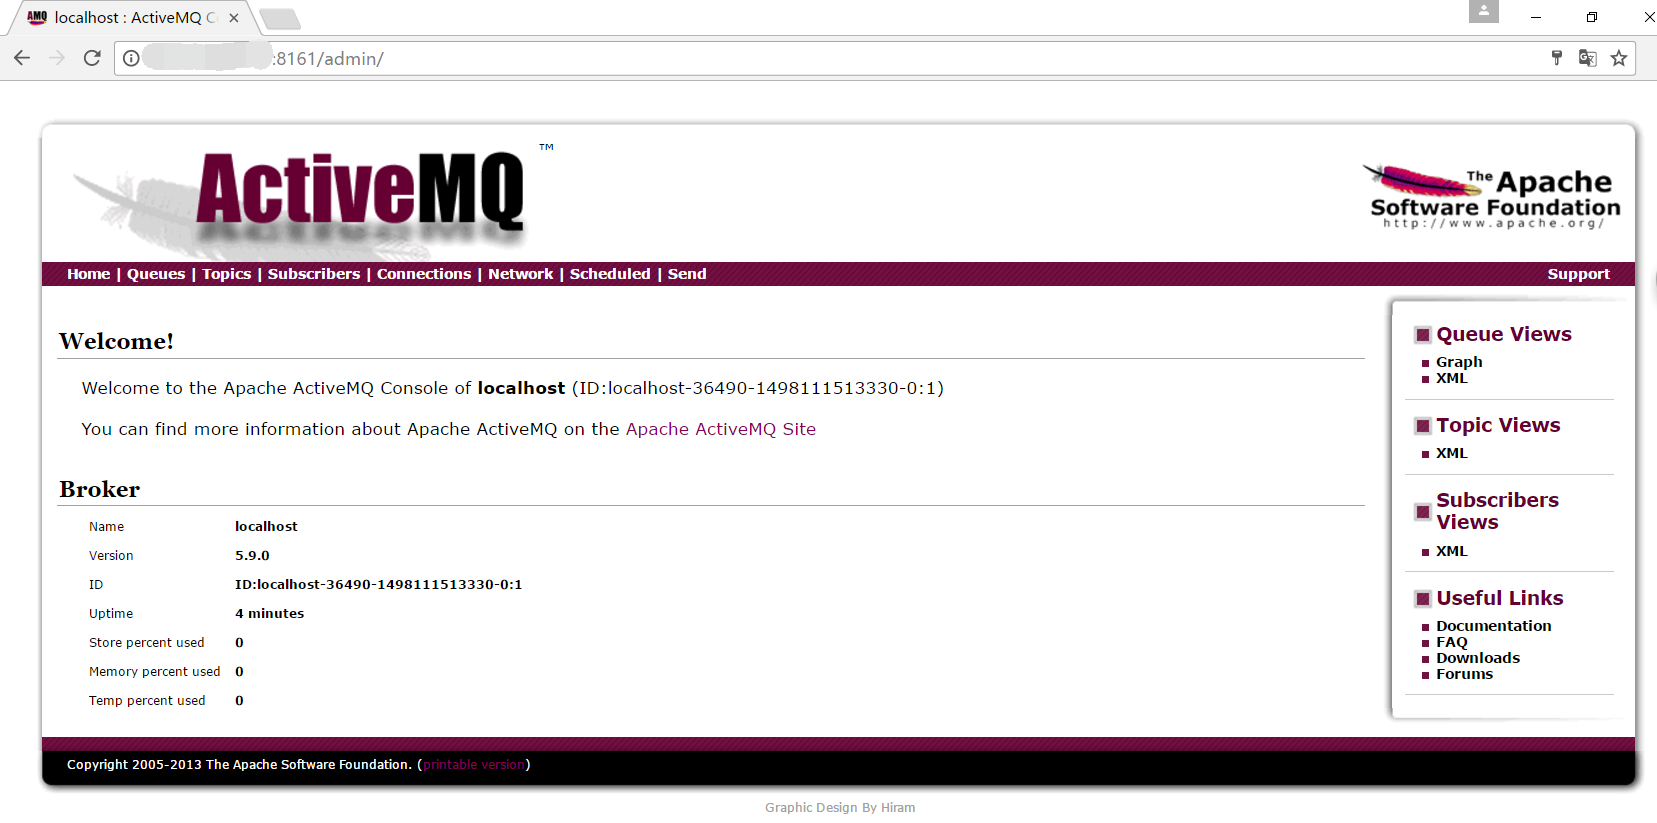 localhost : ActiveMQ C
:8161/admin/
ActiveMQ ™
The Apache
Software Foundation
http://www.apache.org/
Home | Queues | Topics | Subscribers | Connections | Network | Scheduled | Send
Support
Welcome!
Welcome to the Apache ActiveMQ Console of localhost (ID:localhost-36490-1498111513330-0:1)
You can find more information about Apache ActiveMQ on the Apache ActiveMQ Site
Broker
Name localhost
Version 5.9.0
ID ID:localhost-36490-1498111513330-0:1
Uptime 4 minutes
Store percent used 0
Memory percent used 0
Temp percent used 0
Queue Views
Graph
XML
Topic Views
XML
Subscribers
Views
XML
Useful Links
Documentation
FAQ
Downloads
Forums
Copyright 2005-2013 The Apache Software Foundation. (printable version)
Graphic Design By Hiram